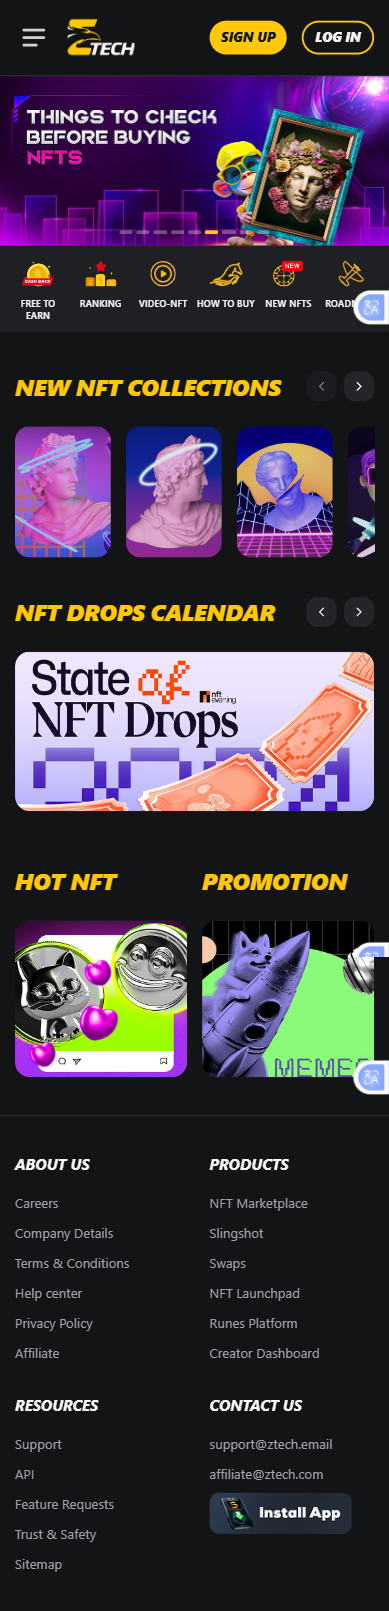 ZTECH
SIGN UP
LOG IN
THINGS TO CHECK
BEFORE BUYING
NFTS
CASH BACK
NEW
FREE TO
EARN
RANKING
VIDEO-NFT
HOW TO BUY
NEW NFTS
NEW NFT COLLECTIONS
NFT DROPS CALENDAR
State of
NFT Drops
nft
evening
HOT NFT
PROMOTION
ABOUT US
Careers
Company Details
Terms & Conditions
Help center
Privacy Policy
Affiliate
PRODUCTS
NFT Marketplace
Slingshot
Swaps
NFT Launchpad
Runes Platform
Creator Dashboard
RESOURCES
Support
API
Feature Requests
Trust & Safety
Sitemap
CONTACT US
support@ztech.email
affiliate@ztech.com
Install App